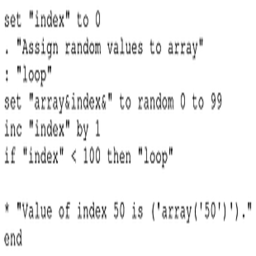 set "index" to 0
. "Assign random values to array"
: "loop"
set "array&index&" to random 0 to 99
inc "index" by 1
if "index" < 100 then "loop"
* "Value of index 50 is ('array('50')')."
end